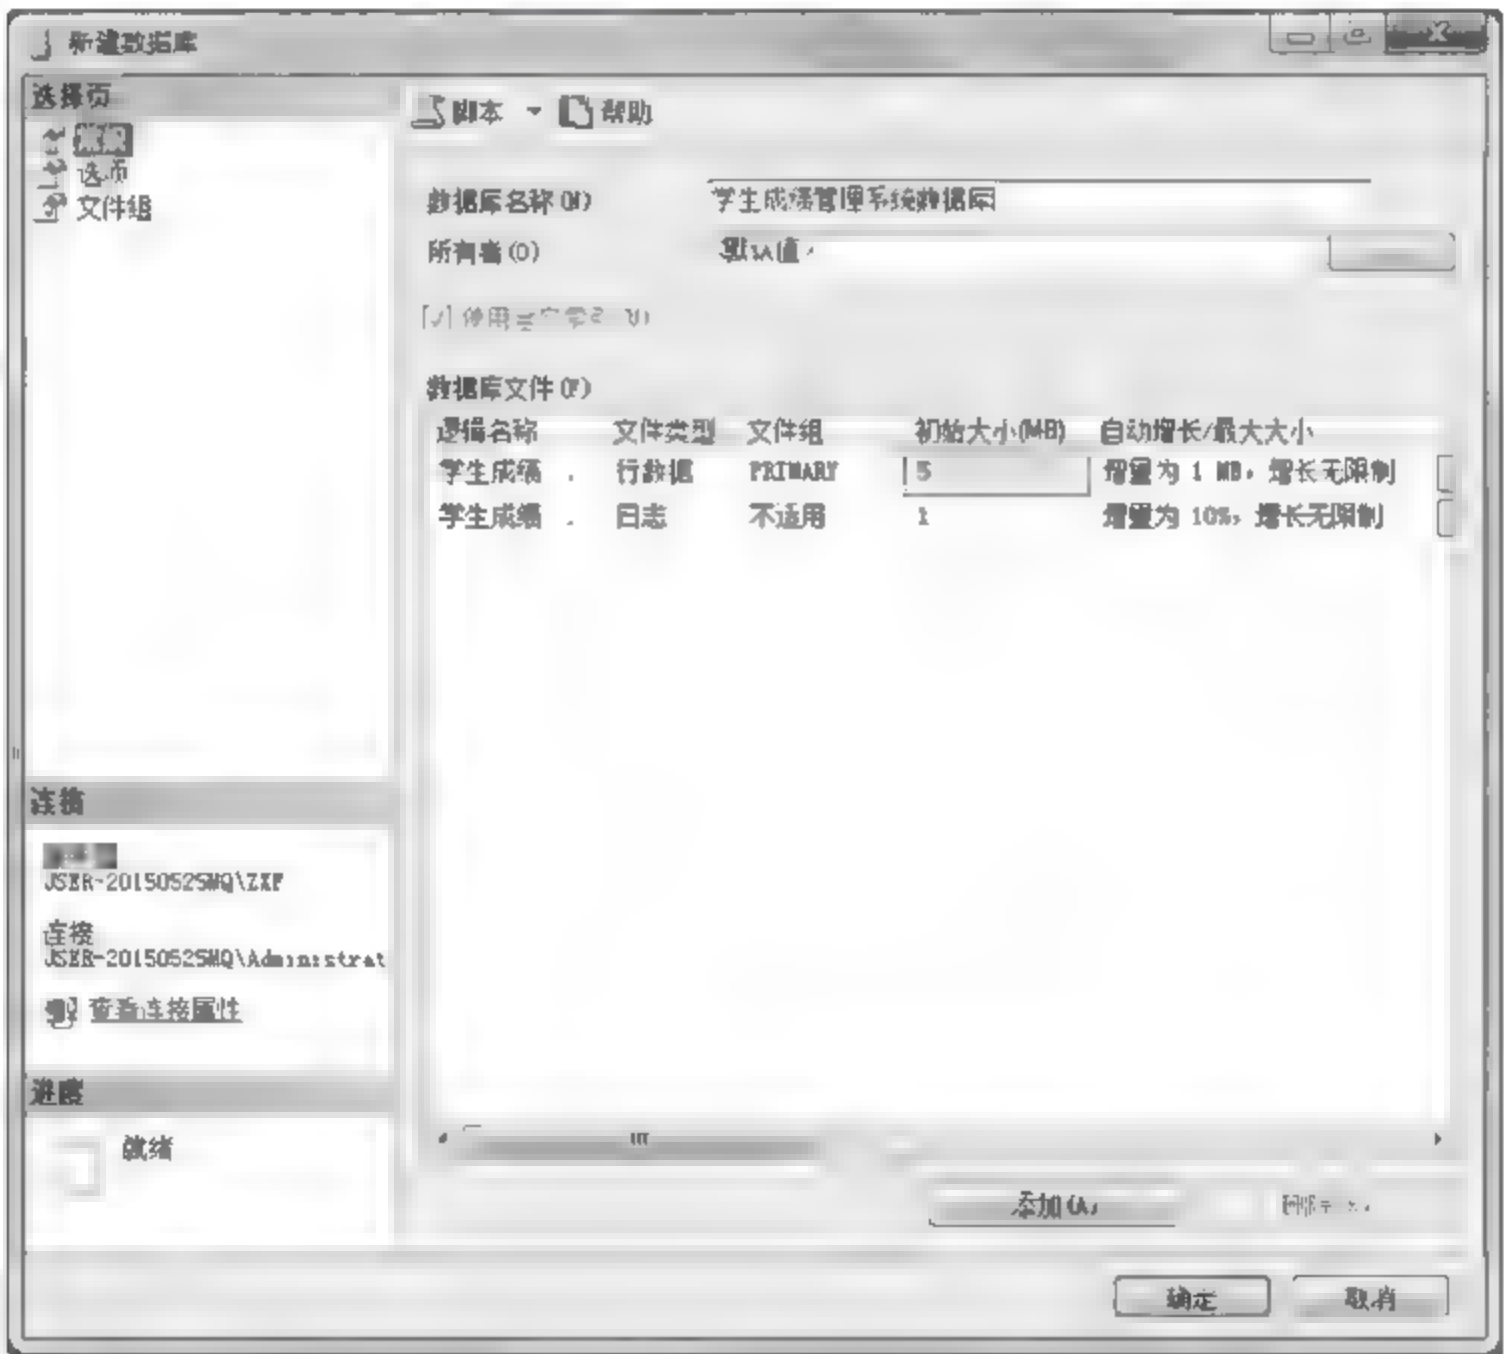 新建数据库
选择页
常规
选项
文件组
脚本 帮助
数据库名称(N)
学生成绩管理系统数据库
所有者(O)
默认值
使用全文索引(U)
数据库文件(F)
逻辑名称 文件类型 文件组 初始大小(MB) 自动增长/最大大小
学生成绩 . 行数据 PRIMARY 5 增量为 1 MB，增长无限制
学生成绩 . 日志 不适用 1 增量为 10%，增长无限制
连接
JSER-20150525MQ\ZXF
连接
JSER-20150525MQ\Administrat
查看连接属性
进度
就绪
添加(A)
确定 取消